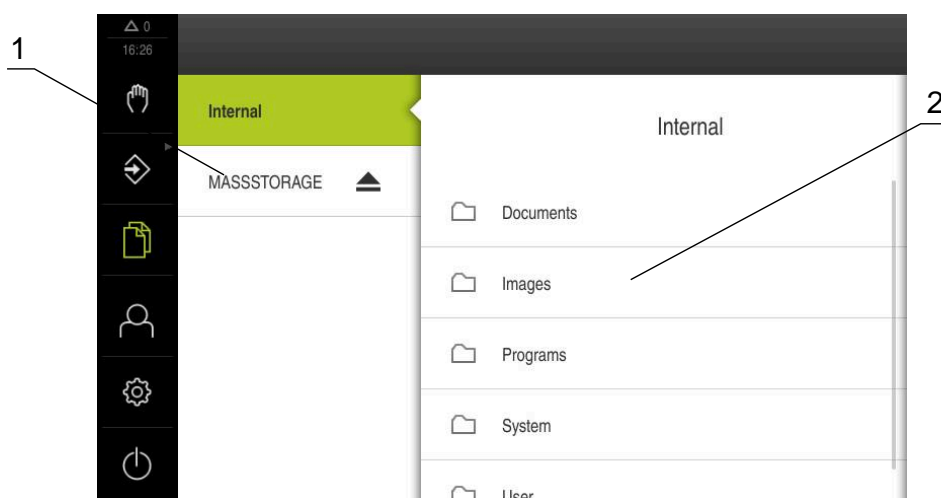 1
0
16:26
Internal
MASSSTORAGE
Internal
2
Documents
Images
Programs
System
User